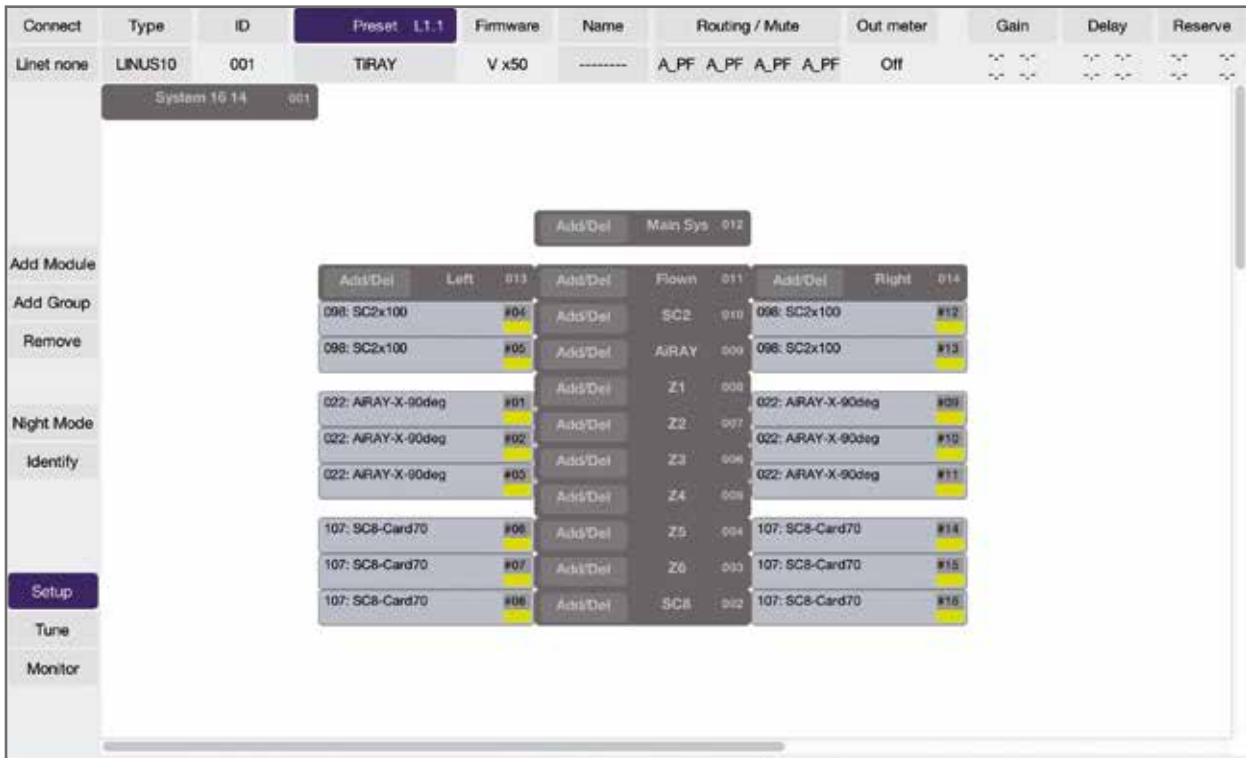 Connect Type ID Preset L1.1 Firmware Name Routing / Mute Out meter Gain Delay Reserve
Linet none LINUS10 001 TiRAY V x50 -------- A_PF A_PF A_PF A_PF Off -.- -.- -.- -.- -.- -.-
-.- -.- -.- -.- -.- -.-
System 16 14 001
Add/Del Main Sys 012
Add Module
Add/Del Left 013 Add/Del Flown 011 Add/Del Right 014
Add Group
098: SC2x100 #04 Add/Del SC2 010 098: SC2x100 #12
Remove
098: SC2x100 #05 Add/Del AiRAY 009 098: SC2x100 #13
Add/Del Z1 008
022: AiRAY-X-90deg #01 022: AiRAY-X-90deg #09
Night Mode
Add/Del Z2 007
022: AiRAY-X-90deg #02 022: AiRAY-X-90deg #10
Identify
Add/Del Z3 006
022: AiRAY-X-90deg 022: AiRAY-X-90deg #11
Add/Del Z4 005
107: SC8-Card70 #06 Add/Del Z5 004 107: SC8-Card70 #14
107: SC8-Card70 #07 Add/Del Z6 003 107: SC8-Card70 #15
Setup
107: SC8-Card70 Add/Del SC8 002 107: SC8-Card70 #16
Tune
Monitor